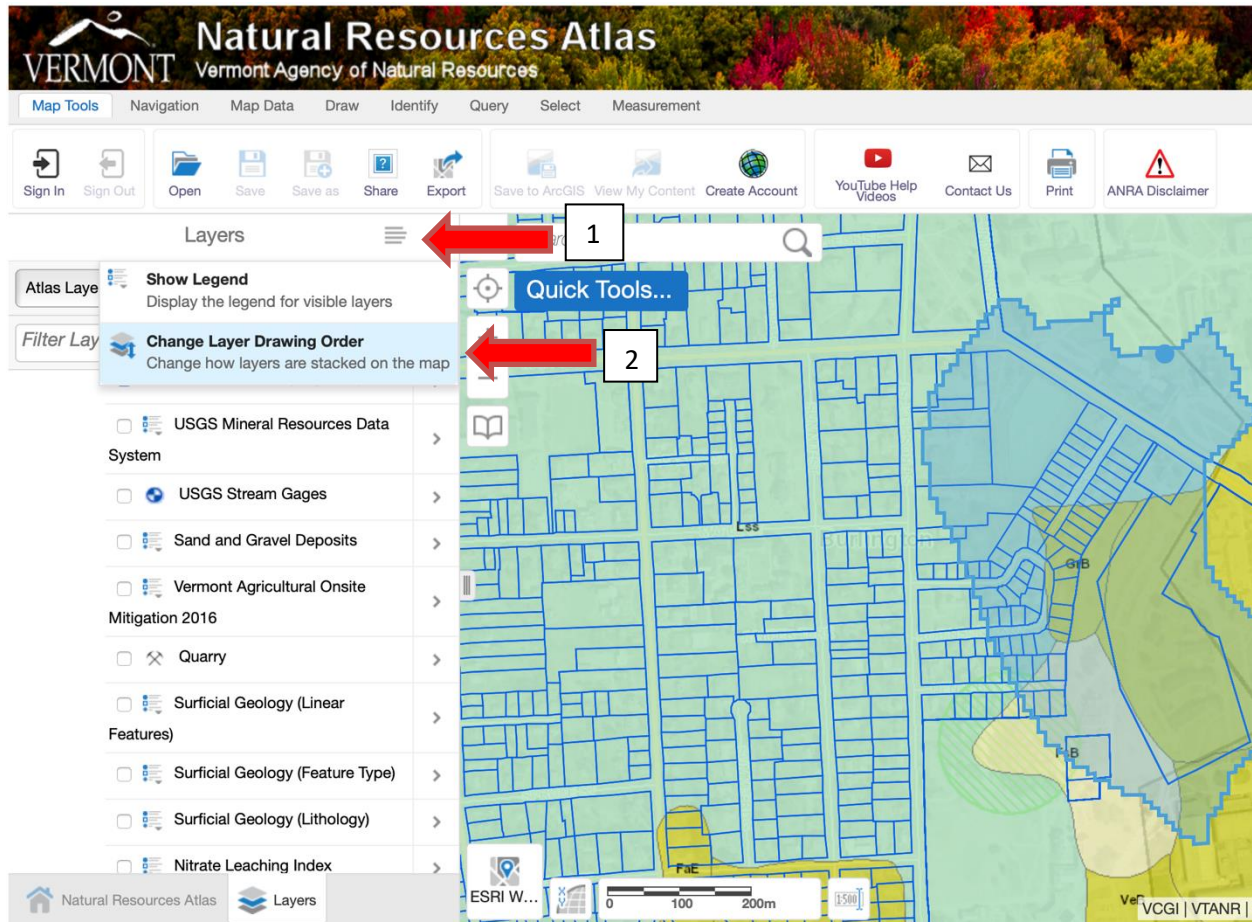 VERMONT
Natural Resources Atlas
Vermont Agency of Natural Resources
Map Tools Navigation Map Data Draw Identify Query Select Measurement
Sign In Sign Out Open Save Save as Share Export Save to ArcGIS View My Content Create Account YouTube Help Videos Contact Us Print ANRA Disclaimer
Layers
1
Atlas Laye
Show Legend
Display the legend for visible layers
Quick Tools...
Filter Lay
Change Layer Drawing Order
Change how layers are stacked on the map
2
USGS Mineral Resources Data
System
USGS Stream Gages
Sand and Gravel Deposits
Vermont Agricultural Onsite
Mitigation 2016
Quarry
Surficial Geology (Linear
Features)
Surficial Geology (Feature Type)
Surficial Geology (Lithology)
Nitrate Leaching Index
Lss
Burlington
GrB
FaE
ESRI W...
X Y
0 100 200m
1:500
VCGI | VTANR |
Natural Resources Atlas
Layers